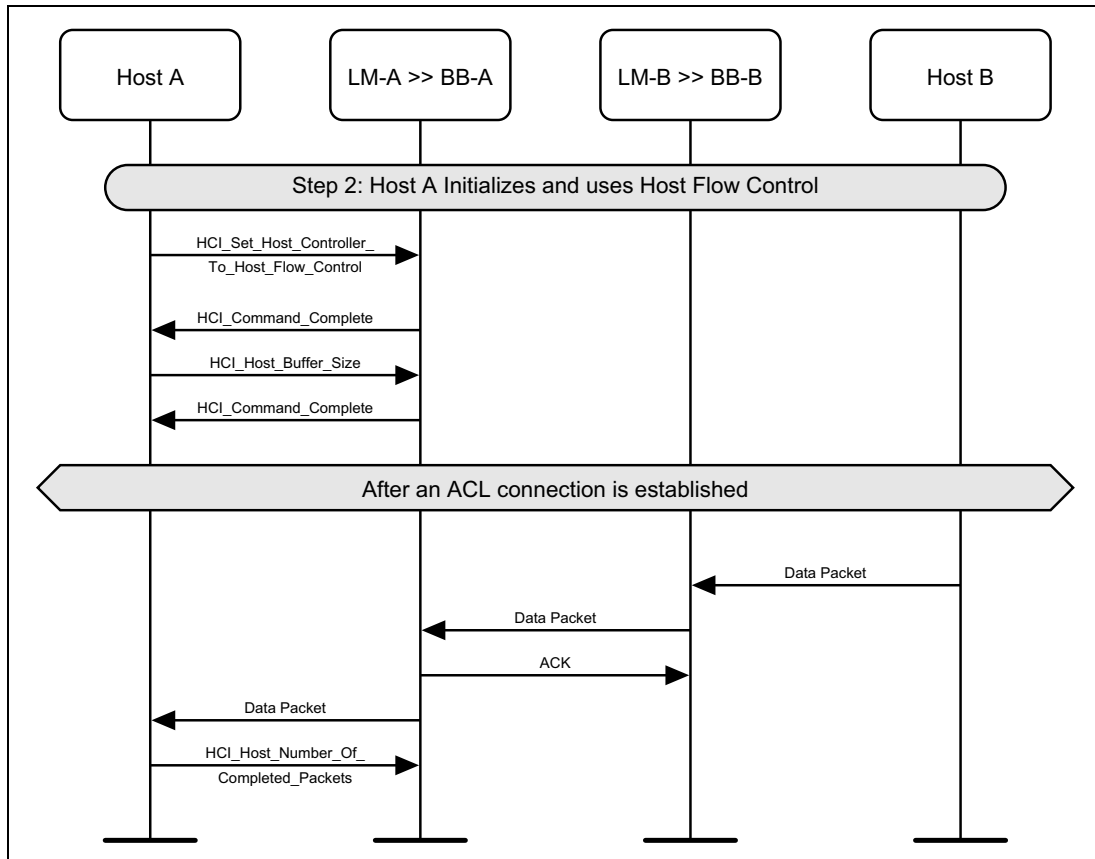 Host A
LM-A >> BB-A
LM-B >> BB-B
Host B
Step 2: Host A Initializes and uses Host Flow Control
HCI_Set_Host_Controller_
To_Host_Flow_Control
HCI_Command_Complete
HCI_Host_Buffer_Size
HCI_Command_Complete
After an ACL connection is established
Data Packet
Data Packet
ACK
Data Packet
HCI_Host_Number_Of_
Completed_Packets